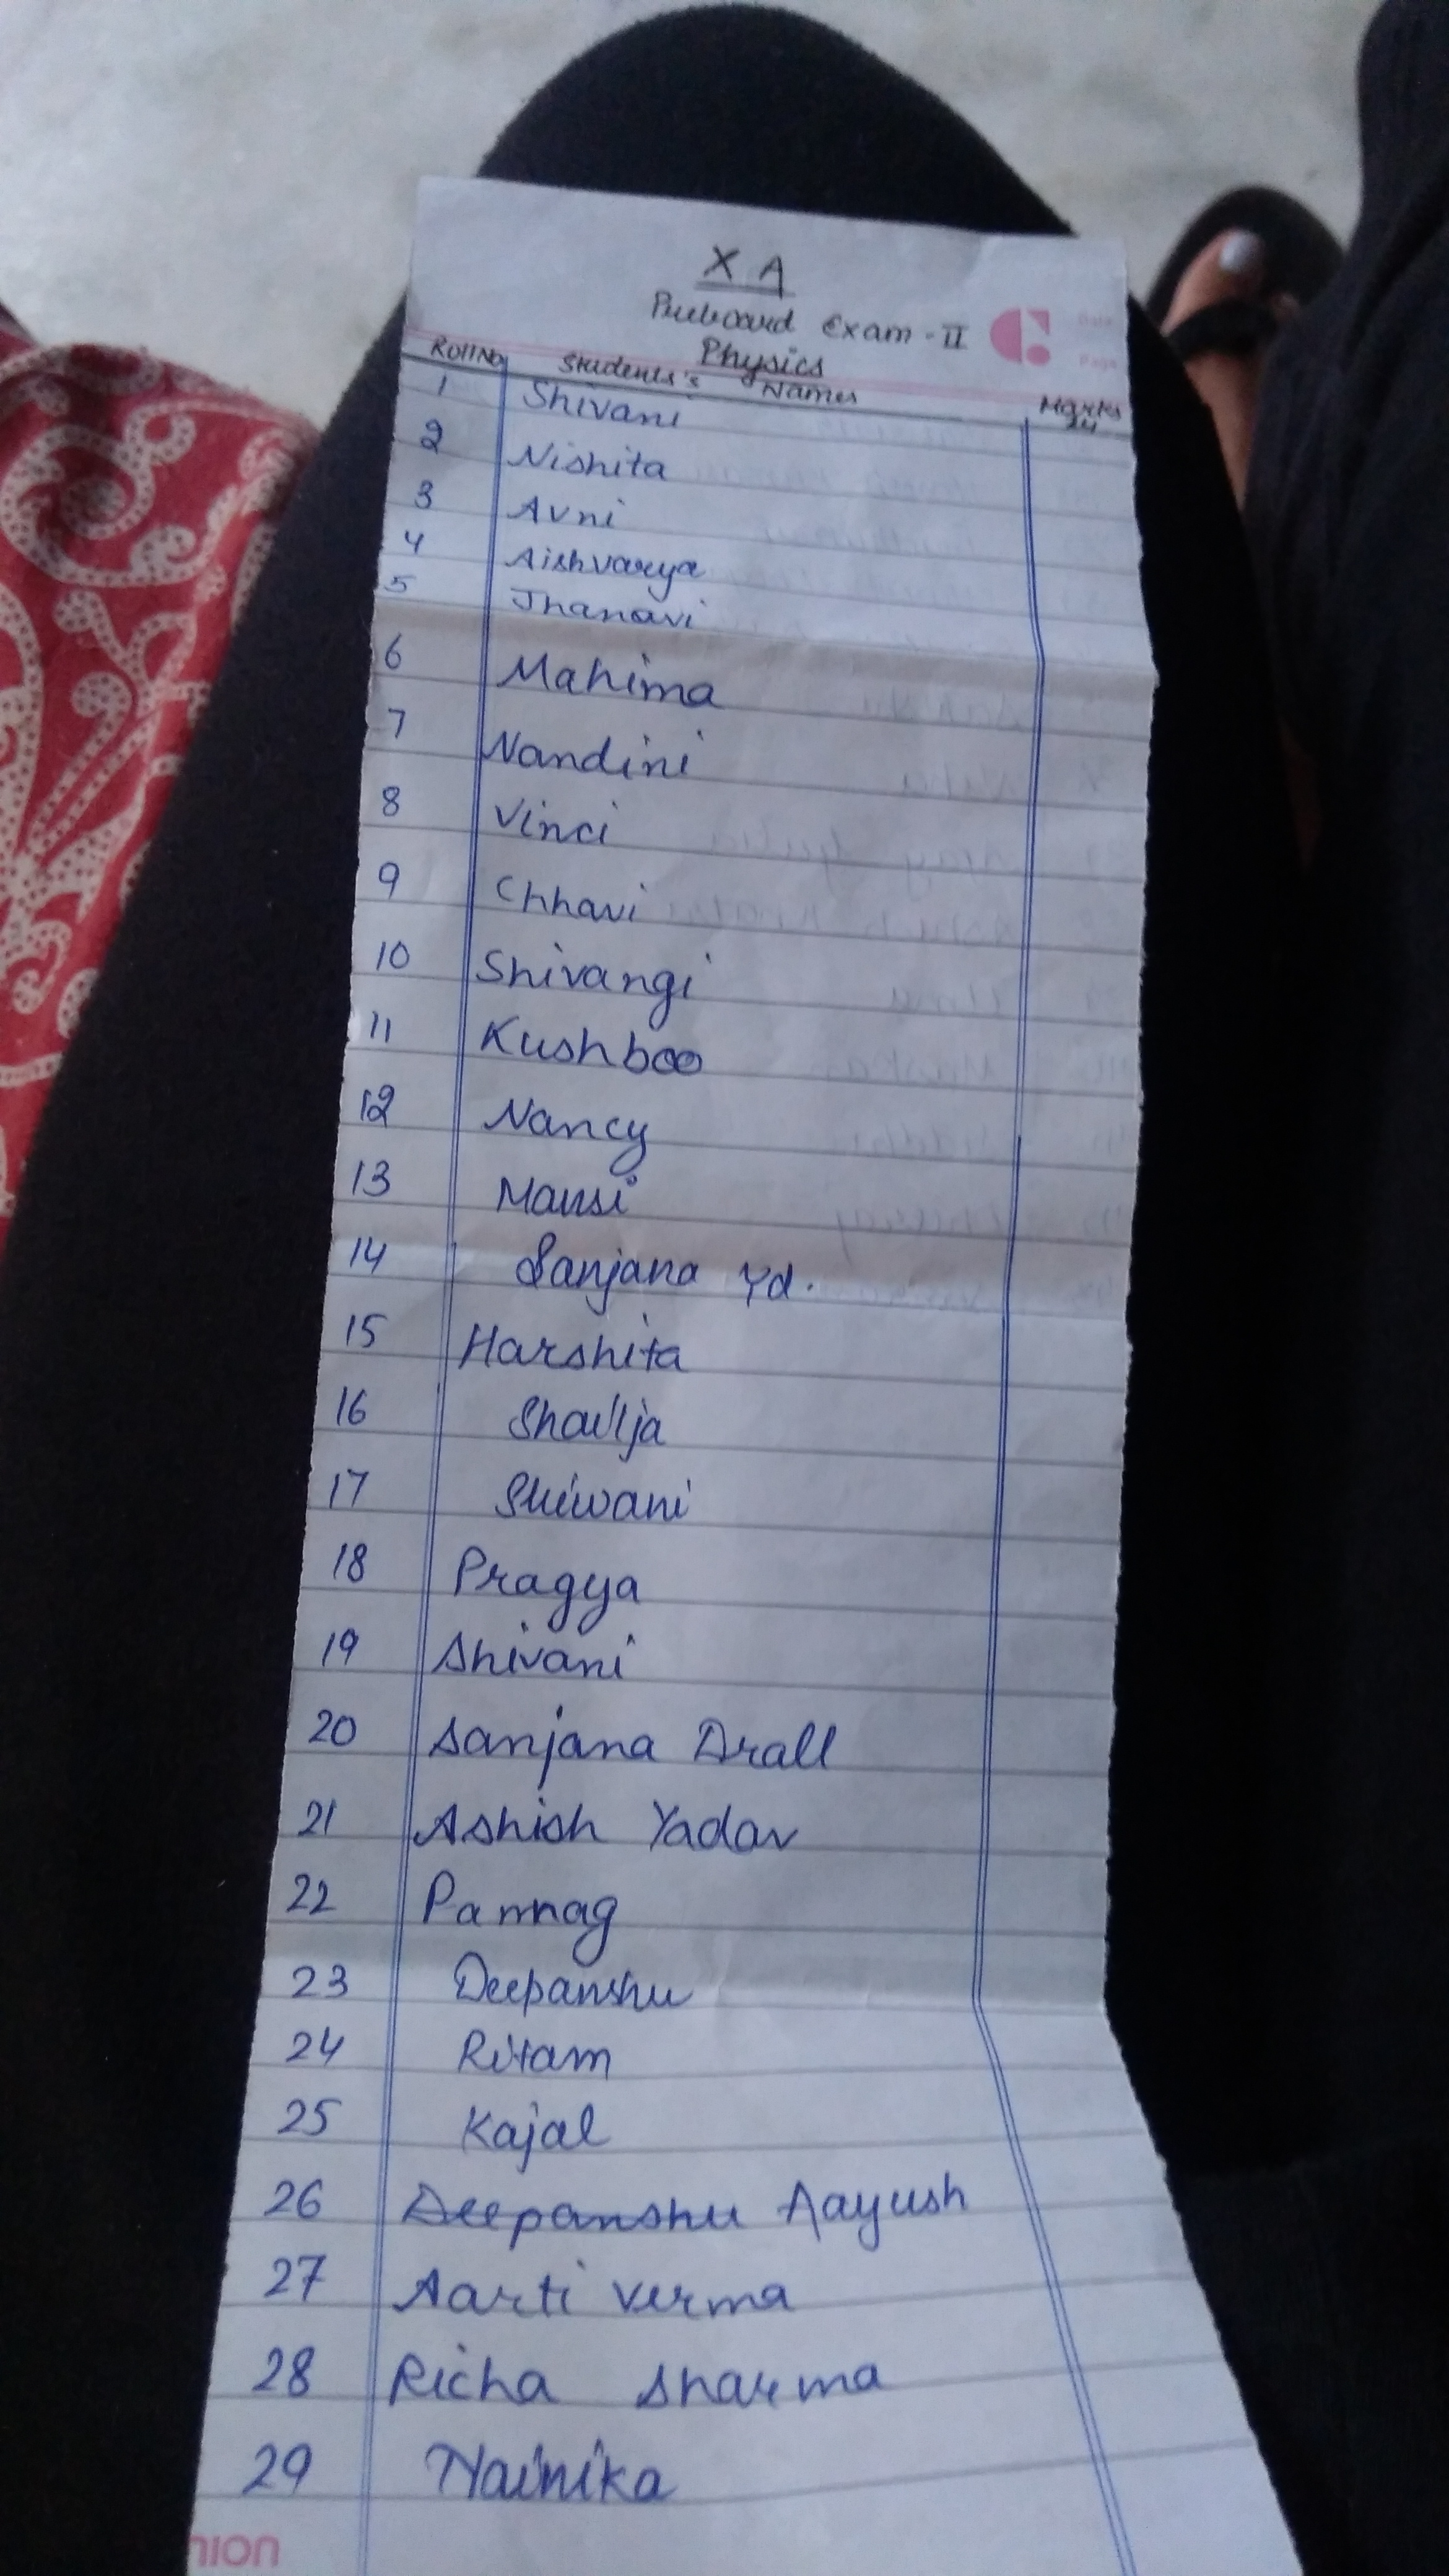 X A
Preboard Exam - II
Physics
Roll No Students's Names Marks
24
1 Shivani
2 Nishita
3 Avni
4 Aishvarya
5 Jhanavi
6 Mahima
7 Nandini
8 Vinci
9 Chhavi
10 Shivangi
11 Kushboo
12 Nancy
13 Mansi
14 Sanjana Yd.
15 Harshita
16 Shailja
17 Shiwani
18 Pragya
19 Shivani
20 Sanjana Drall
21 Ashish Yadav
22 Pannag
23 Deepanshu
24 Ritam
25 Kajal
26 Deepanshu Aayush
27 Aarti verma
28 Richa sharma
29 Nainika
nion